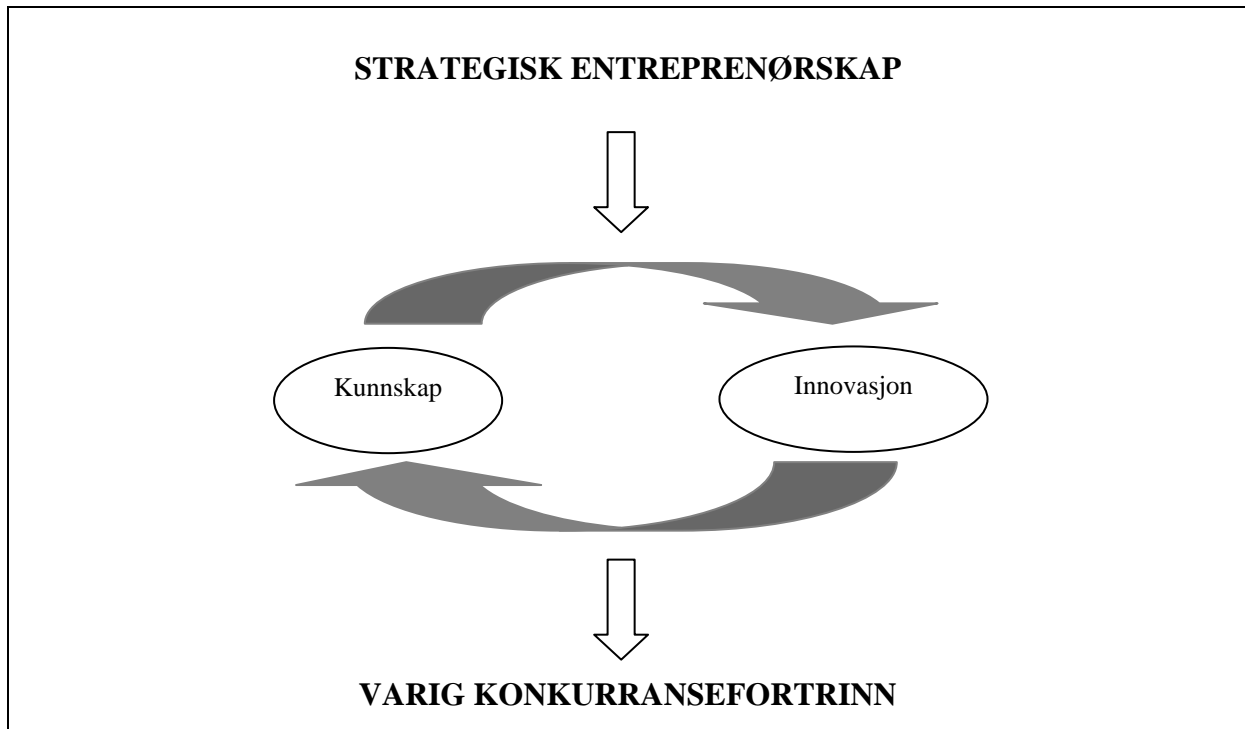 STRATEGISK ENTREPRENØRSKAP
Kunnskap
Innovasjon
VARIG KONKURRANSEFORTRINN